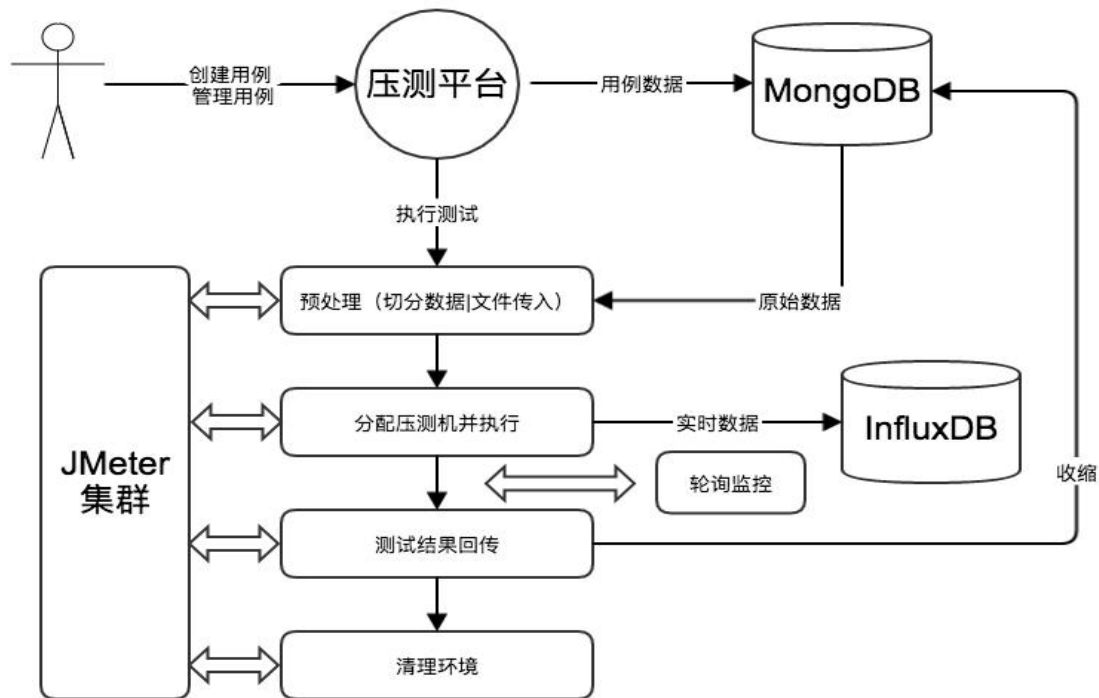 创建用例
管理用例
压测平台
用例数据
MongoDB
执行测试
预处理（切分数据|文件传入）
原始数据
分配压测机并执行
实时数据
InfluxDB
JMeter
集群
轮询监控
收缩
测试结果回传
清理环境